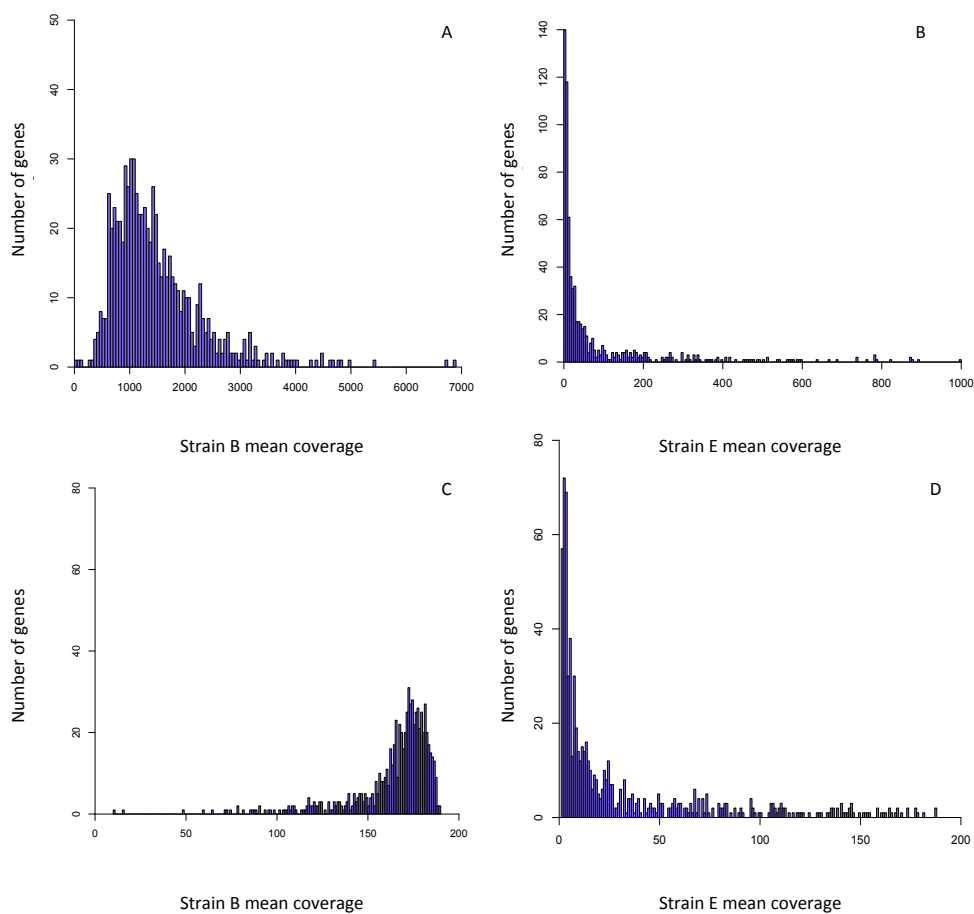 A
Number of genes
50
40
30
20
10
0
0 1000 2000 3000 4000 5000 6000 7000
Strain B mean coverage
B
Number of genes
140
120
100
80
60
40
20
0
0 200 400 600 800 1000
Strain E mean coverage
C
Number of genes
80
60
40
20
0
0 50 100 150 200
Strain B mean coverage
D
Number of genes
80
60
40
20
0
0 50 100 150 200
Strain E mean coverage